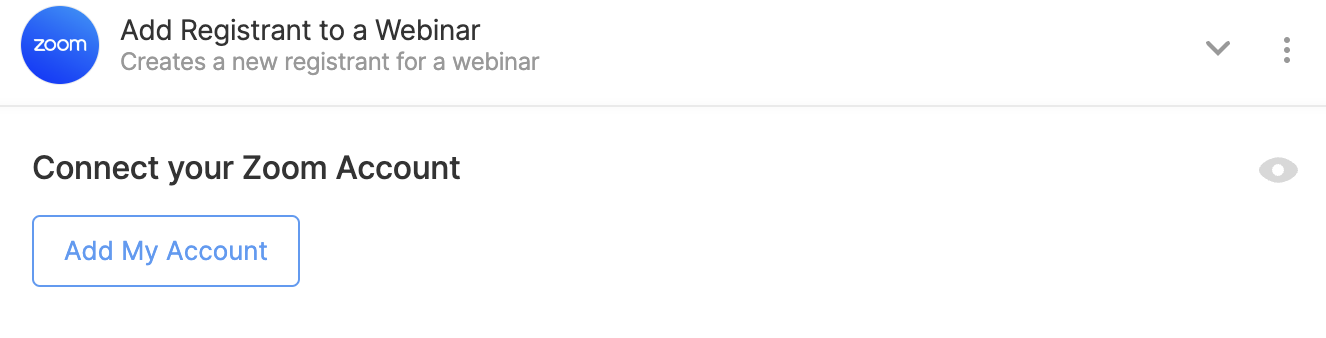 zoom
Add Registrant to a Webinar
Creates a new registrant for a webinar
Connect your Zoom Account
Add My Account